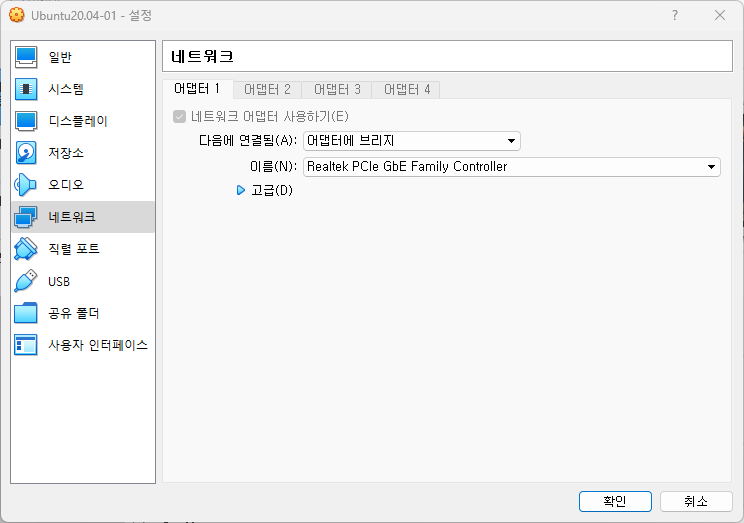 Ubuntu20.04-01 - 설정
?
일반
시스템
디스플레이
저장소
오디오
네트워크
직렬 포트
USB
공유 폴더
사용자 인터페이스
네트워크
어댑터 1 어댑터 2 어댑터 3 어댑터 4
네트워크 어댑터 사용하기(E)
다음에 연결됨(A): 어댑터에 브리지
이름(N): Realtek PCIe GbE Family Controller
고급(D)
확인 취소